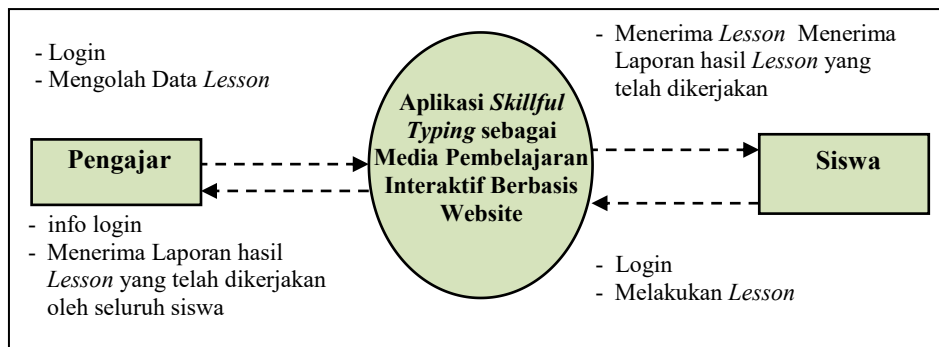 - Login
- Mengolah Data Lesson
Pengajar
- info login
- Menerima Laporan hasil
Lesson yang telah dikerjakan
oleh seluruh siswa
Aplikasi Skillful
Typing sebagai
Media Pembelajaran
Interaktif Berbasis
Website
- Menerima Lesson Menerima
Laporan hasil Lesson yang
telah dikerjakan
Siswa
- Login
- Melakukan Lesson